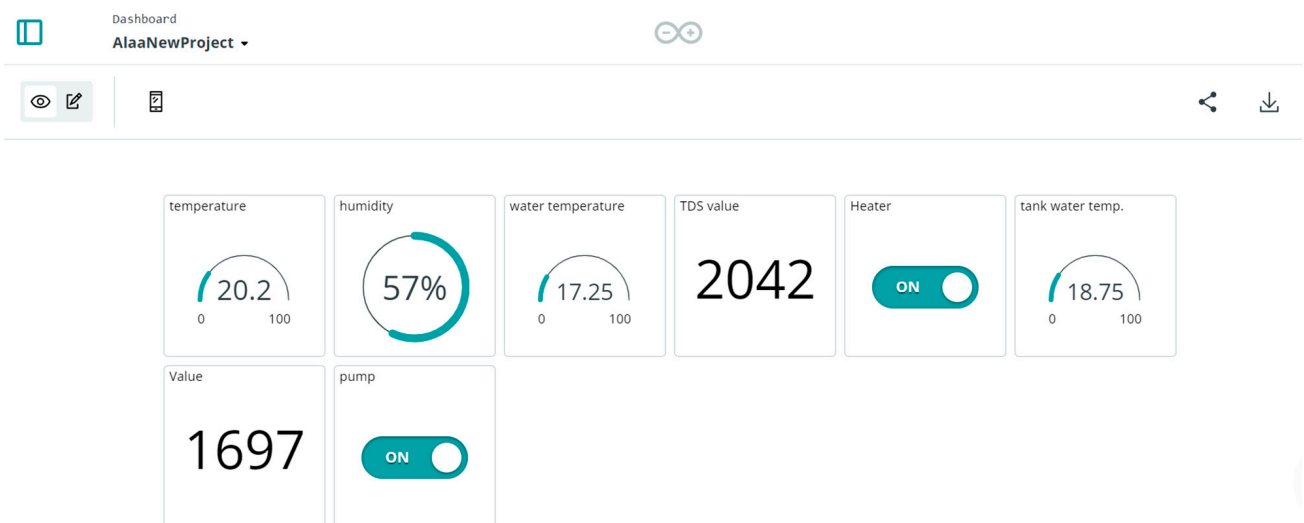 Dashboard
AlaaNewProject
temperature
20.2
0 100
humidity
57%
water temperature
17.25
0 100
TDS value
2042
Heater
ON
tank water temp.
18.75
0 100
Value
1697
pump
ON